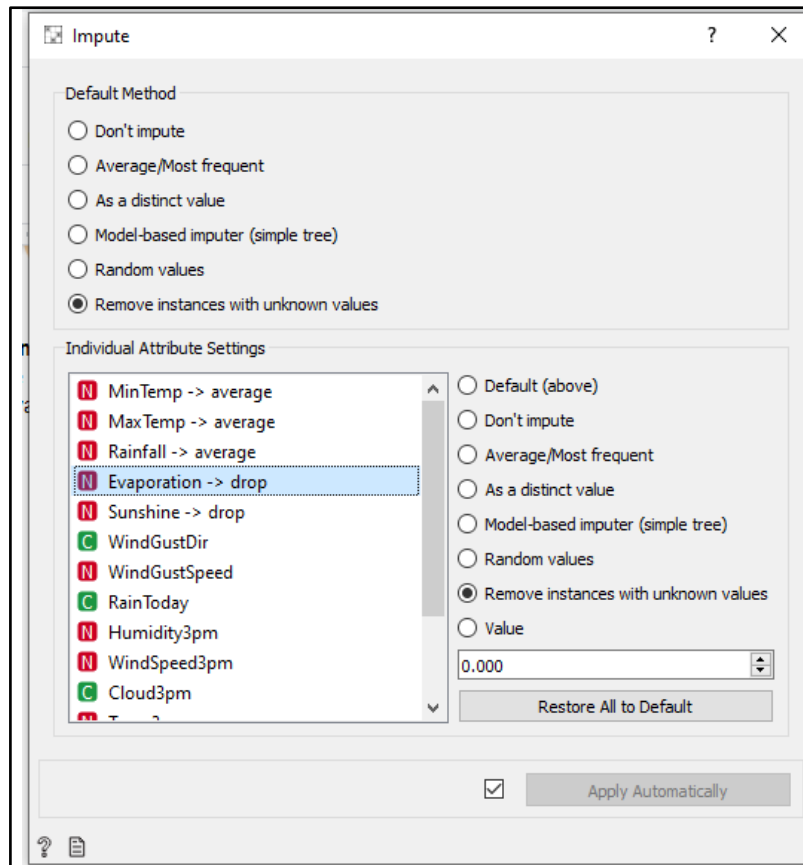 Impute
?
Default Method
Don't impute
Average/Most frequent
As a distinct value
Model-based imputer (simple tree)
Random values
Remove instances with unknown values
Individual Attribute Settings
N MinTemp -> average
N MaxTemp -> average
N Rainfall -> average
N Evaporation -> drop
N Sunshine -> drop
C WindGustDir
N WindGustSpeed
C RainToday
N Humidity3pm
N WindSpeed3pm
C Cloud3pm
Default (above)
Don't impute
Average/Most frequent
As a distinct value
Model-based imputer (simple tree)
Random values
Remove instances with unknown values
Value
0.000
Restore All to Default
Apply Automatically
?